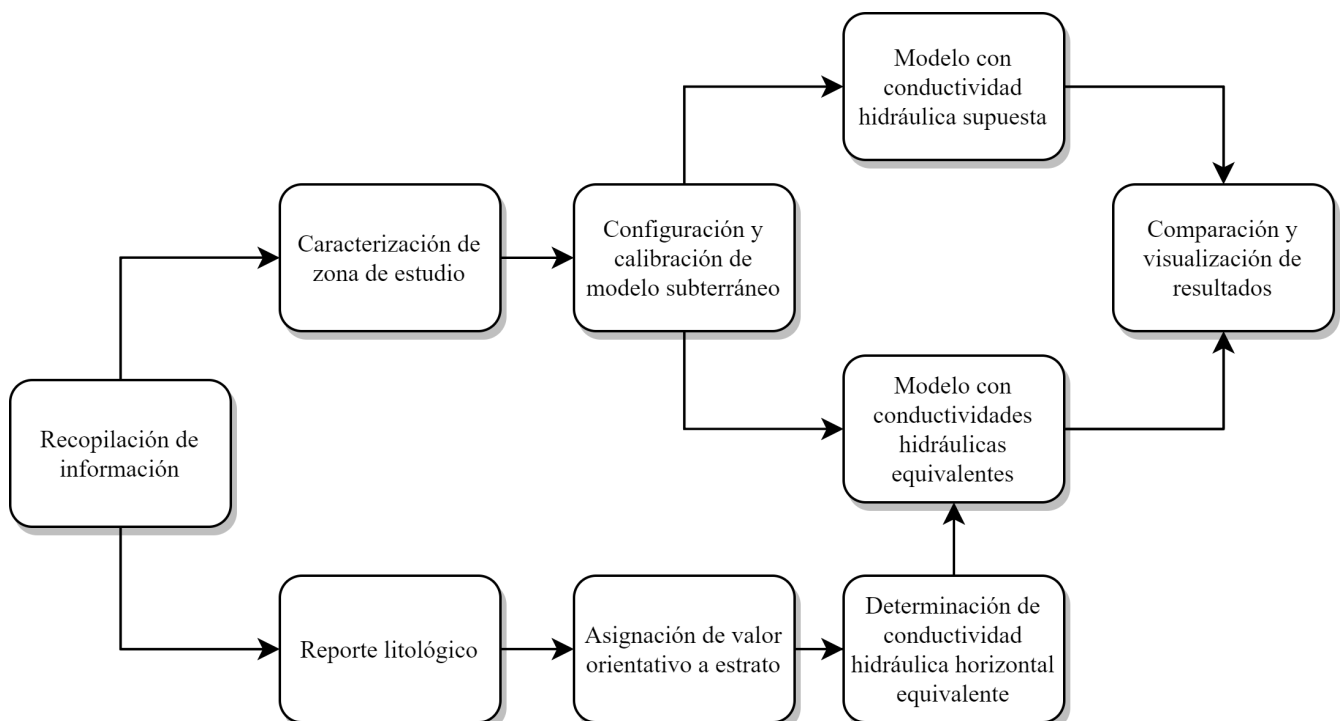 Recopilación de
información
Caracterización de
zona de estudio
Configuración y
calibración de
modelo subterráneo
Modelo con
conductividad
hidráulica supuesta
Comparación y
visualización de
resultados
Modelo con
conductividades
hidráulicas
equivalentes
Reporte litológico
Asignación de valor
orientativo a estrato
Determinación de
conductividad
hidráulica horizontal
equivalente